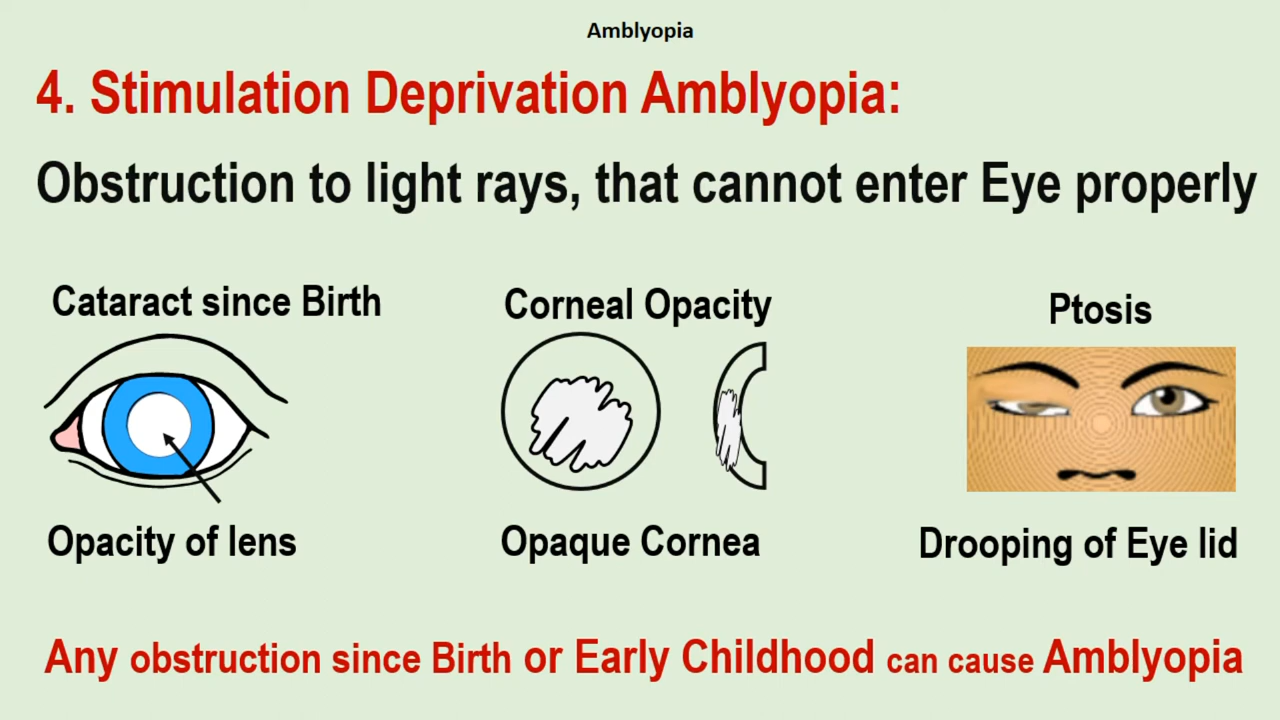 Amblyopia
4. Stimulation Deprivation Amblyopia:
Obstruction to light rays, that cannot enter Eye properly
Cataract since Birth
Corneal Opacity
Ptosis
Opacity of lens
Opaque Cornea
Drooping of Eye lid
Any obstruction since Birth or Early Childhood can cause Amblyopia